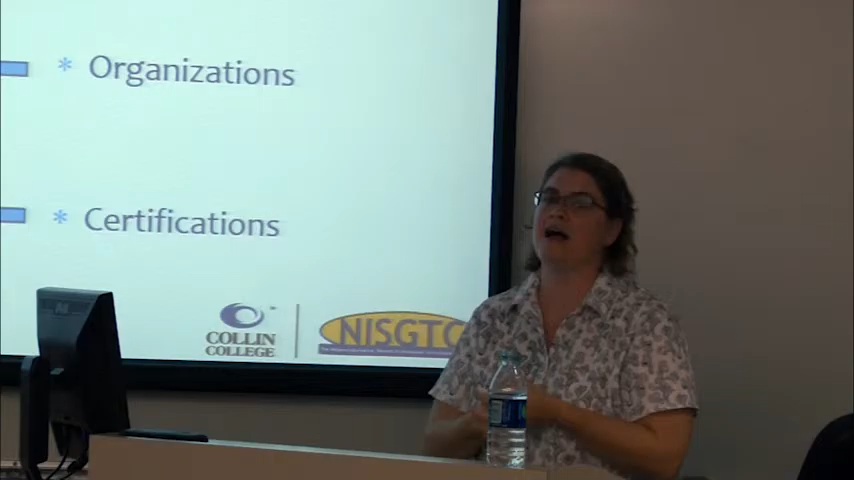 * Organizations
* Certifications
COLLIN
COLLEGE
NISGTC